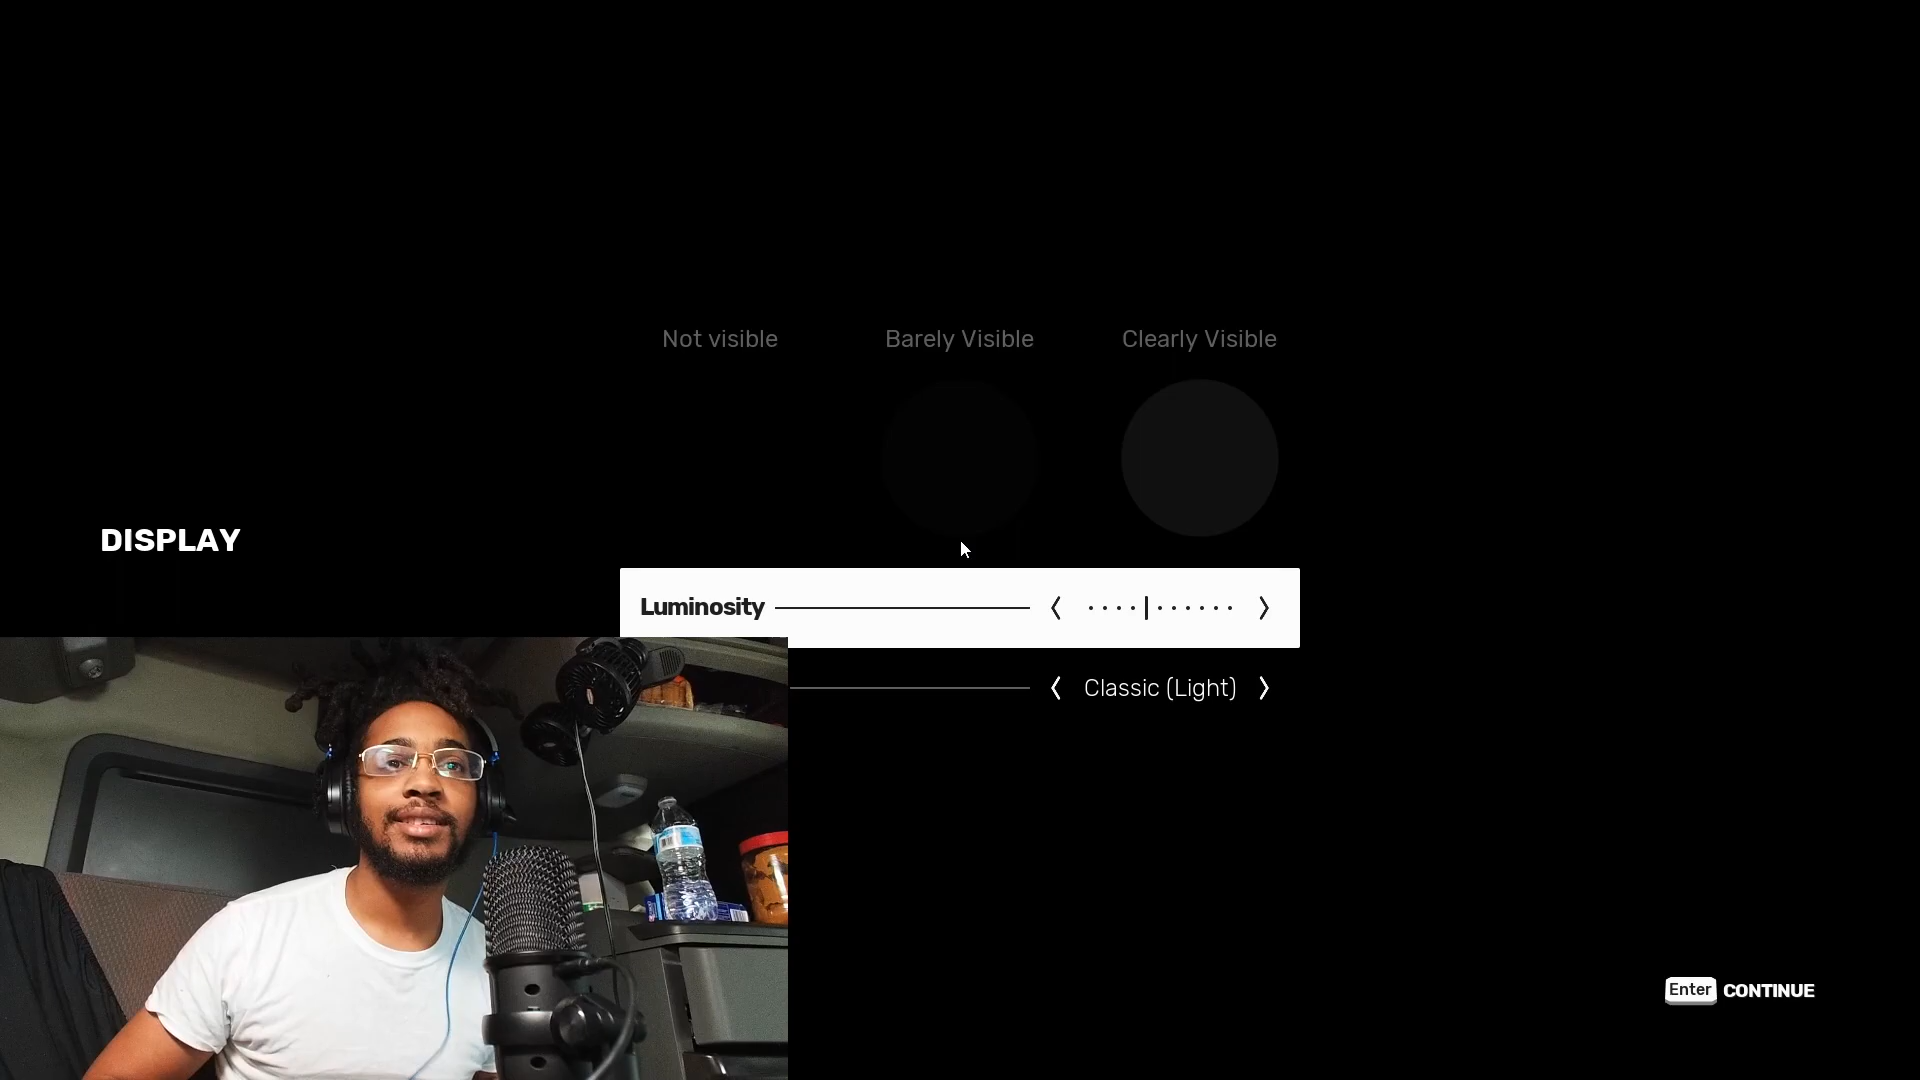 Not visible
Barely Visible
Clearly Visible
DISPLAY
Luminosity
Classic (Light)
Enter CONTINUE